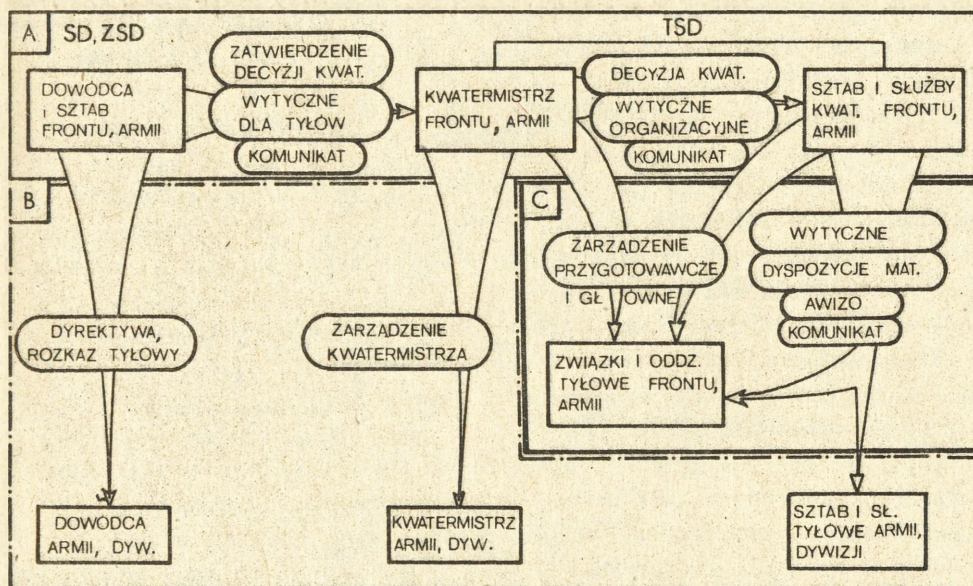 A SD, ZSD
TSD
DOWÓDCA
i SZTAB
FRONTU, ARMII
ZATWIERDZENIE
DECYZJI KWAT.
WYTYCZNE
DLA TYŁÓW
KOMUNIKAT
KWATERMISTRZ
FRONTU, ARMII
DECYZJA KWAT.
WYTYCZNE
ORGANIZACYJNE
KOMUNIKAT
SZTAB I SŁUŻBY
KWAT. FRONTU,
ARMII
B
DYREKTYWA,
ROZKAZ TYŁOWY
ZARZĄDZENIE
KWATERMISTRZA
C
ZARZĄDZENIE
PRZYGOTOWAWCZE
I GŁÓWNE
WYTYCZNE
DYSPOZYCJE MAT.
AWIZO
KOMUNIKAT
ZWIĄZKI I ODDZ.
TYŁOWE FRONTU,
ARMII
DOWÓDCA
ARMII, DYW.
KWATERMISTRZ
ARMII, DYW.
SZTAB I SŁ.
TYŁOWE ARMII,
DYWIZJI